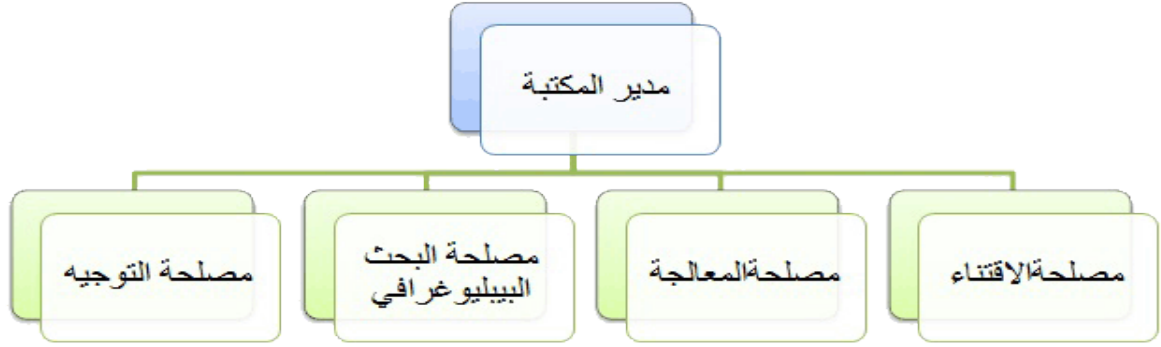 مدير المكتبة
مصلحةالاقتناء
مصلحةالمعالجة
مصلحة البحث
البيبليوغرافي
مصلحة التوجيه